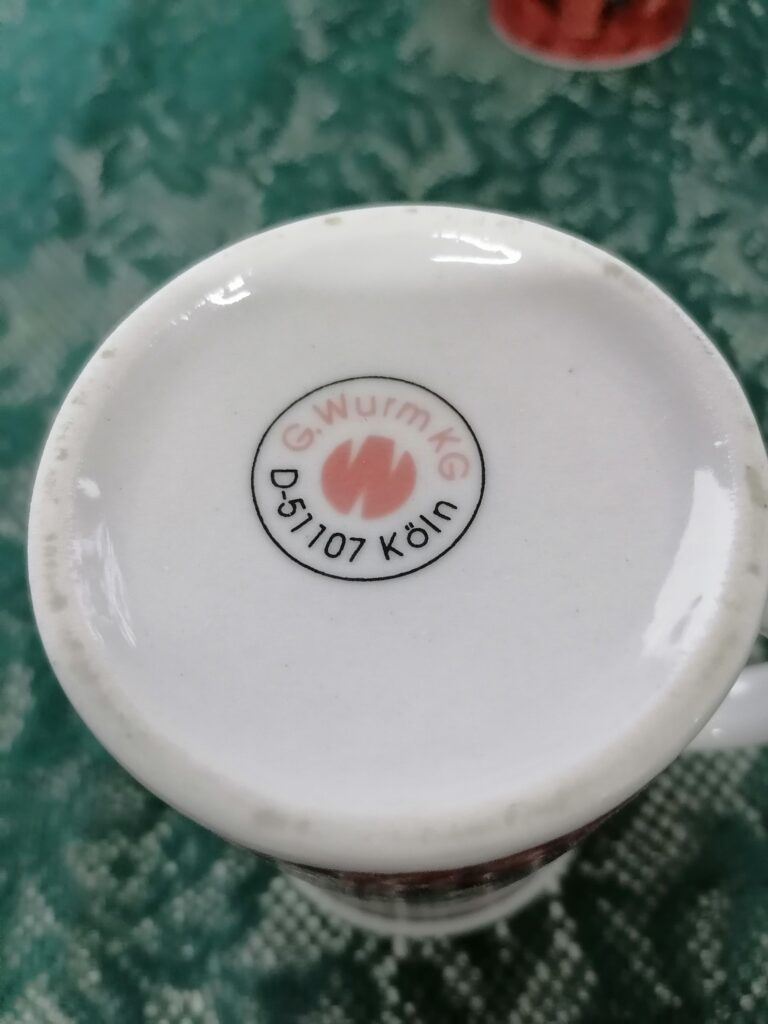 G. Wurm KG
W
D-51107 Köln